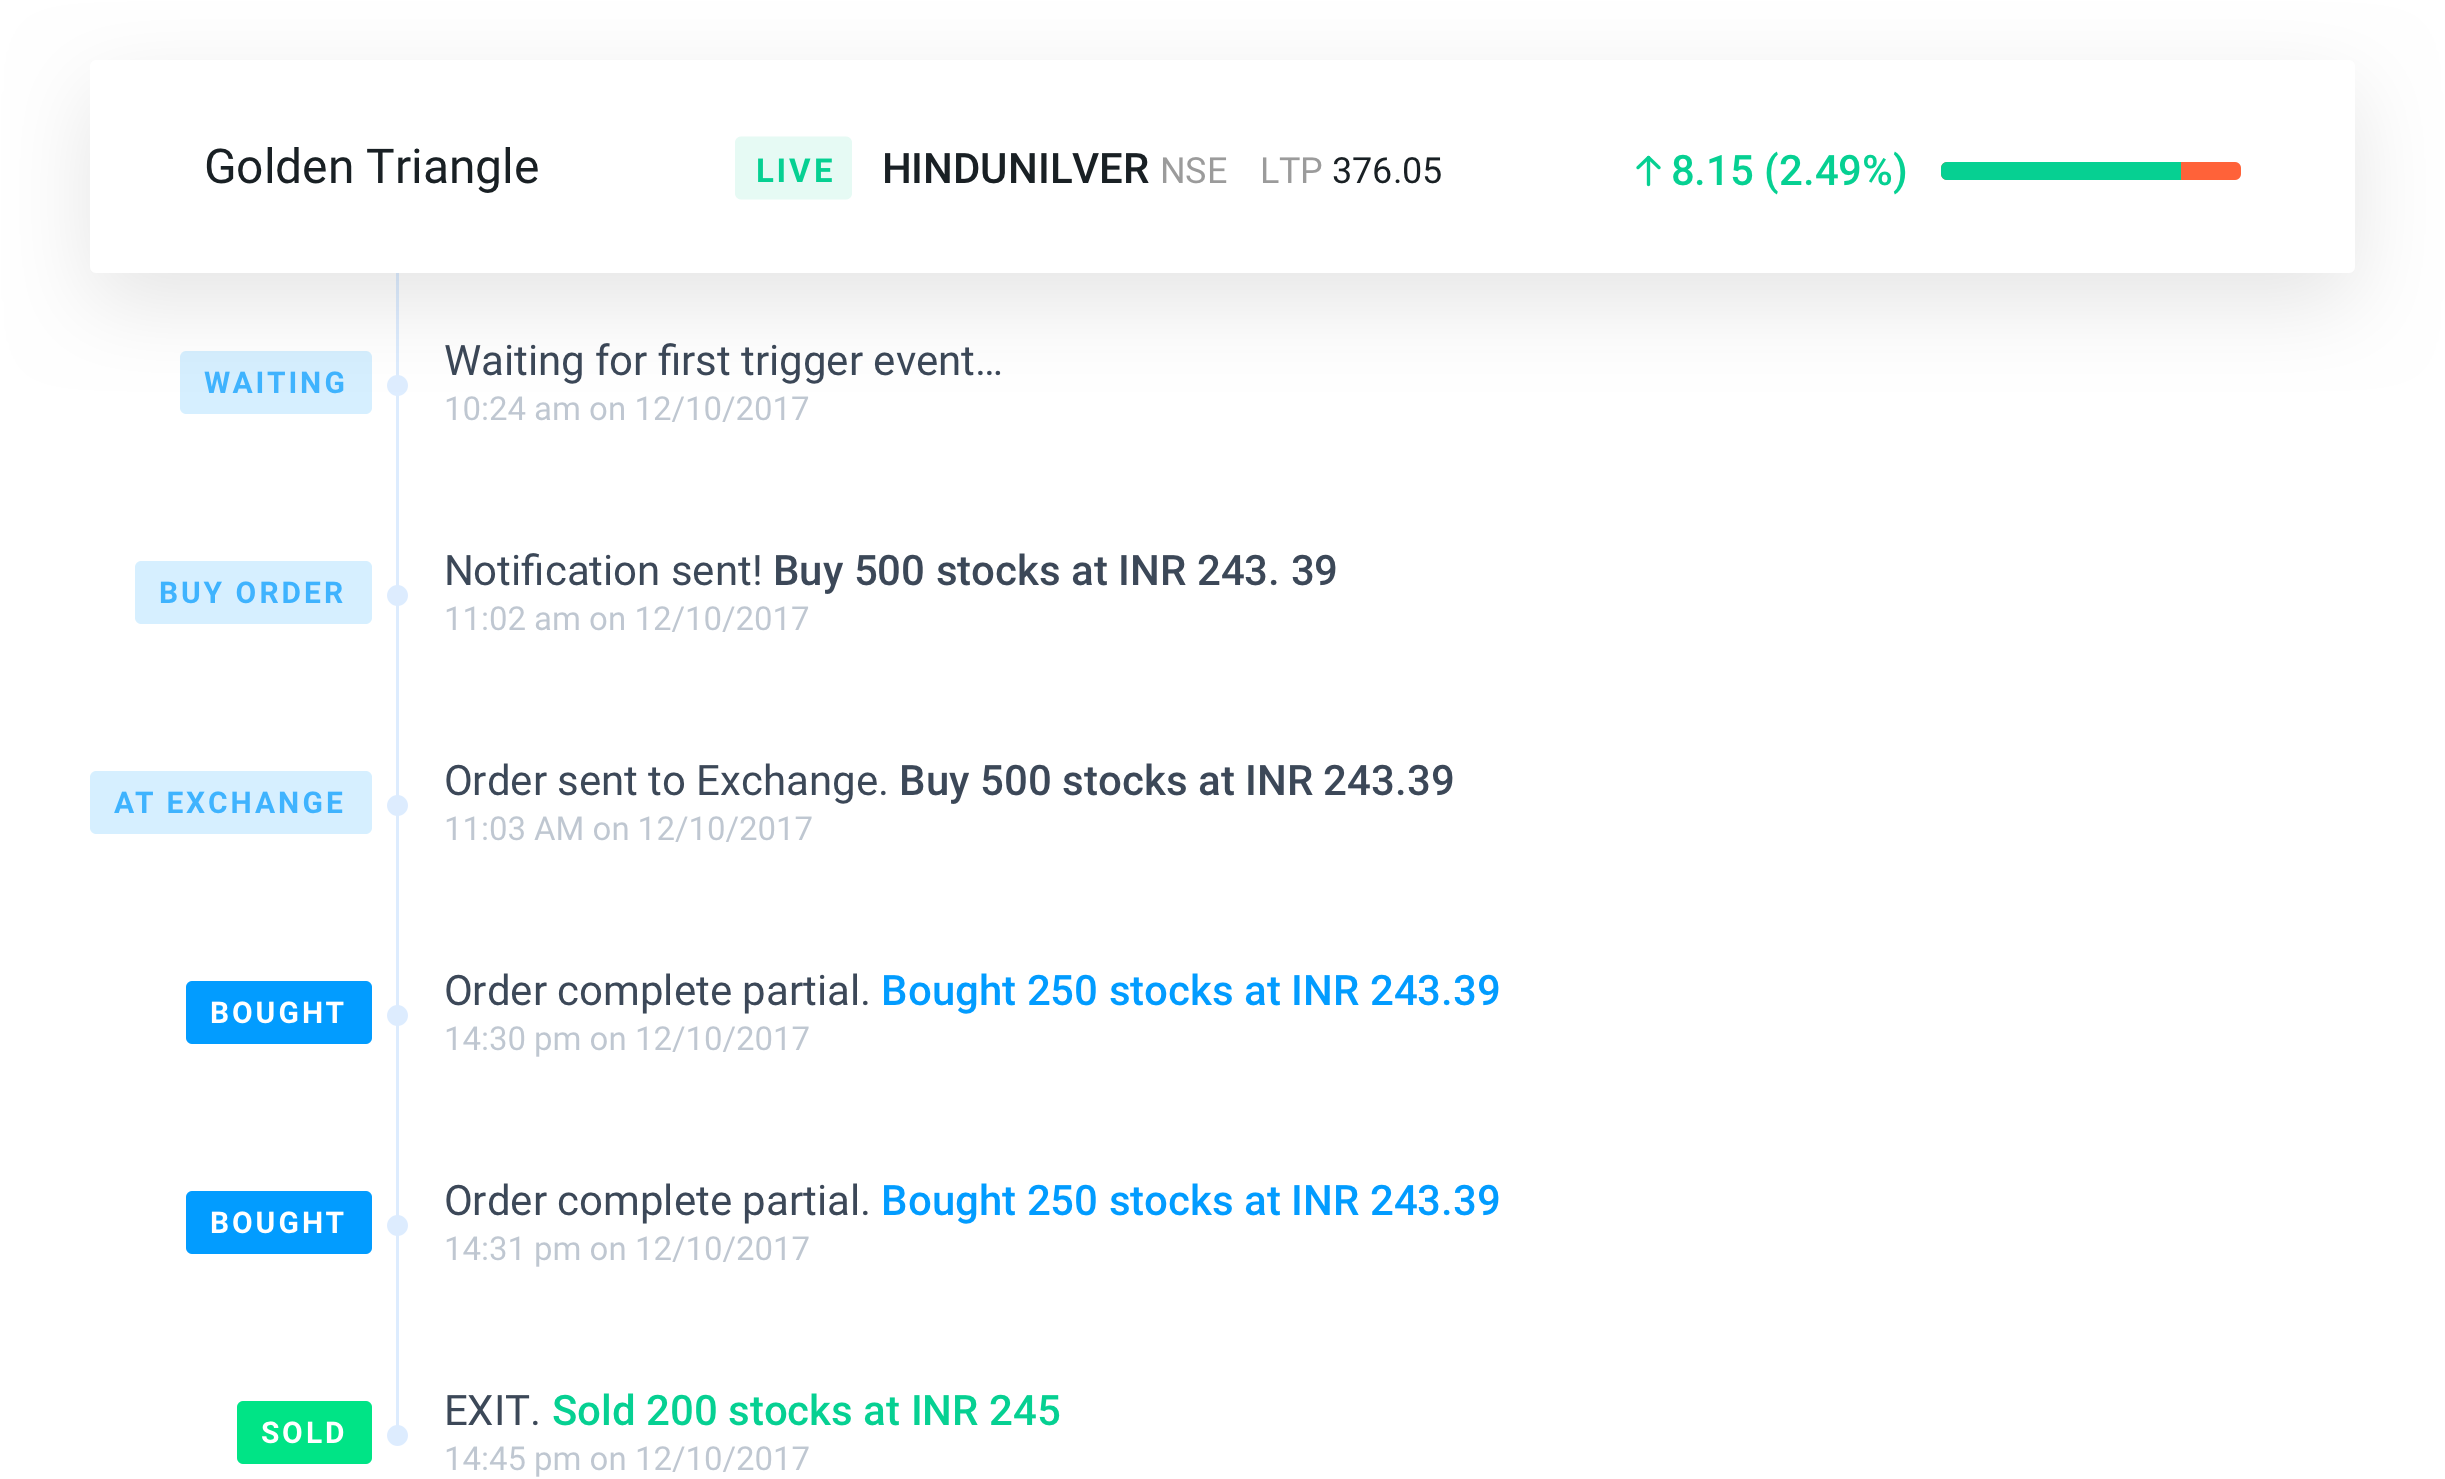 Golden Triangle LIVE HINDUNILVER NSE LTP 376.05 ↑ 8.15 (2.49%)
WAITING
Waiting for first trigger event...
10:24 am on 12/10/2017
BUY ORDER
Notification sent! Buy 500 stocks at INR 243. 39
11:02 am on 12/10/2017
AT EXCHANGE
Order sent to Exchange. Buy 500 stocks at INR 243.39
11:03 AM on 12/10/2017
BOUGHT
Order complete partial. Bought 250 stocks at INR 243.39
14:30 pm on 12/10/2017
BOUGHT
Order complete partial. Bought 250 stocks at INR 243.39
14:31 pm on 12/10/2017
SOLD
EXIT. Sold 200 stocks at INR 245
14:45 pm on 12/10/2017